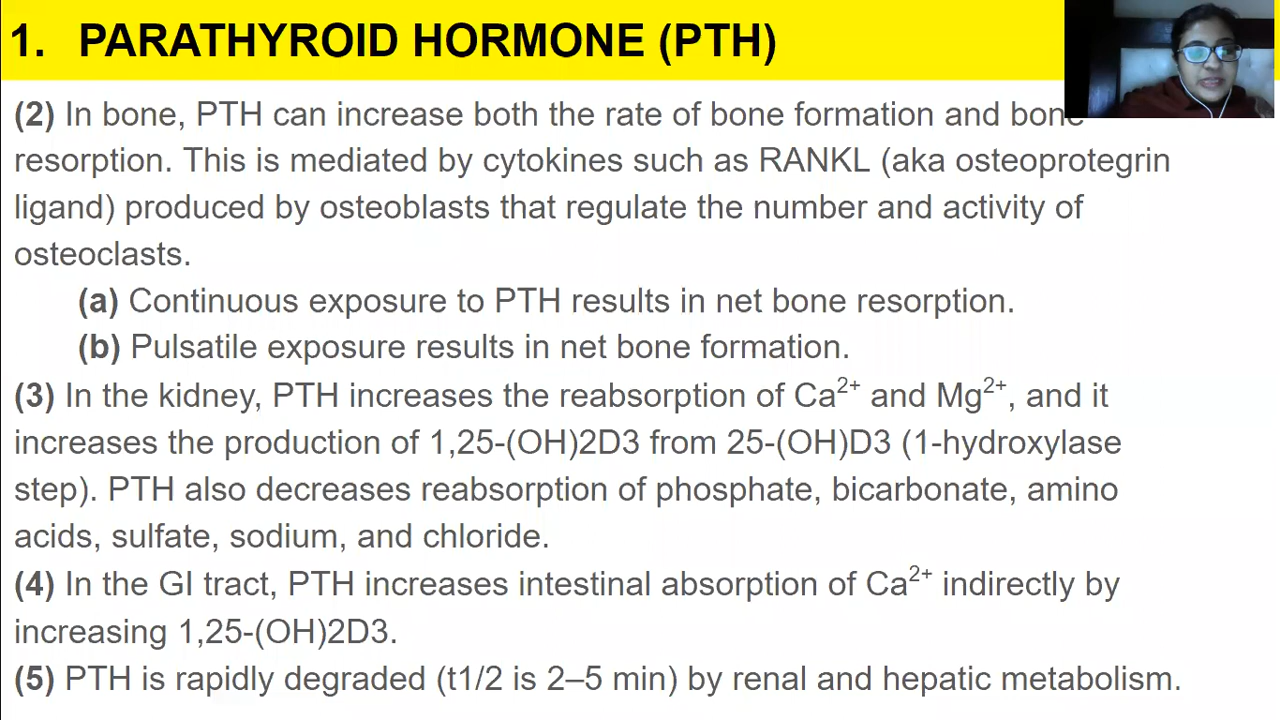 1. PARATHYROID HORMONE (PTH)
(2) In bone, PTH can increase both the rate of bone formation and bone
resorption. This is mediated by cytokines such as RANKL (aka osteoprotegrin
ligand) produced by osteoblasts that regulate the number and activity of
osteoclasts.
(a) Continuous exposure to PTH results in net bone resorption.
(b) Pulsatile exposure results in net bone formation.
(3) In the kidney, PTH increases the reabsorption of Ca²⁺ and Mg²⁺, and it
increases the production of 1,25-(OH)2D3 from 25-(OH)D3 (1-hydroxylase
step). PTH also decreases reabsorption of phosphate, bicarbonate, amino
acids, sulfate, sodium, and chloride.
(4) In the GI tract, PTH increases intestinal absorption of Ca²⁺ indirectly by
increasing 1,25-(OH)2D3.
(5) PTH is rapidly degraded (t1/2 is 2–5 min) by renal and hepatic metabolism.